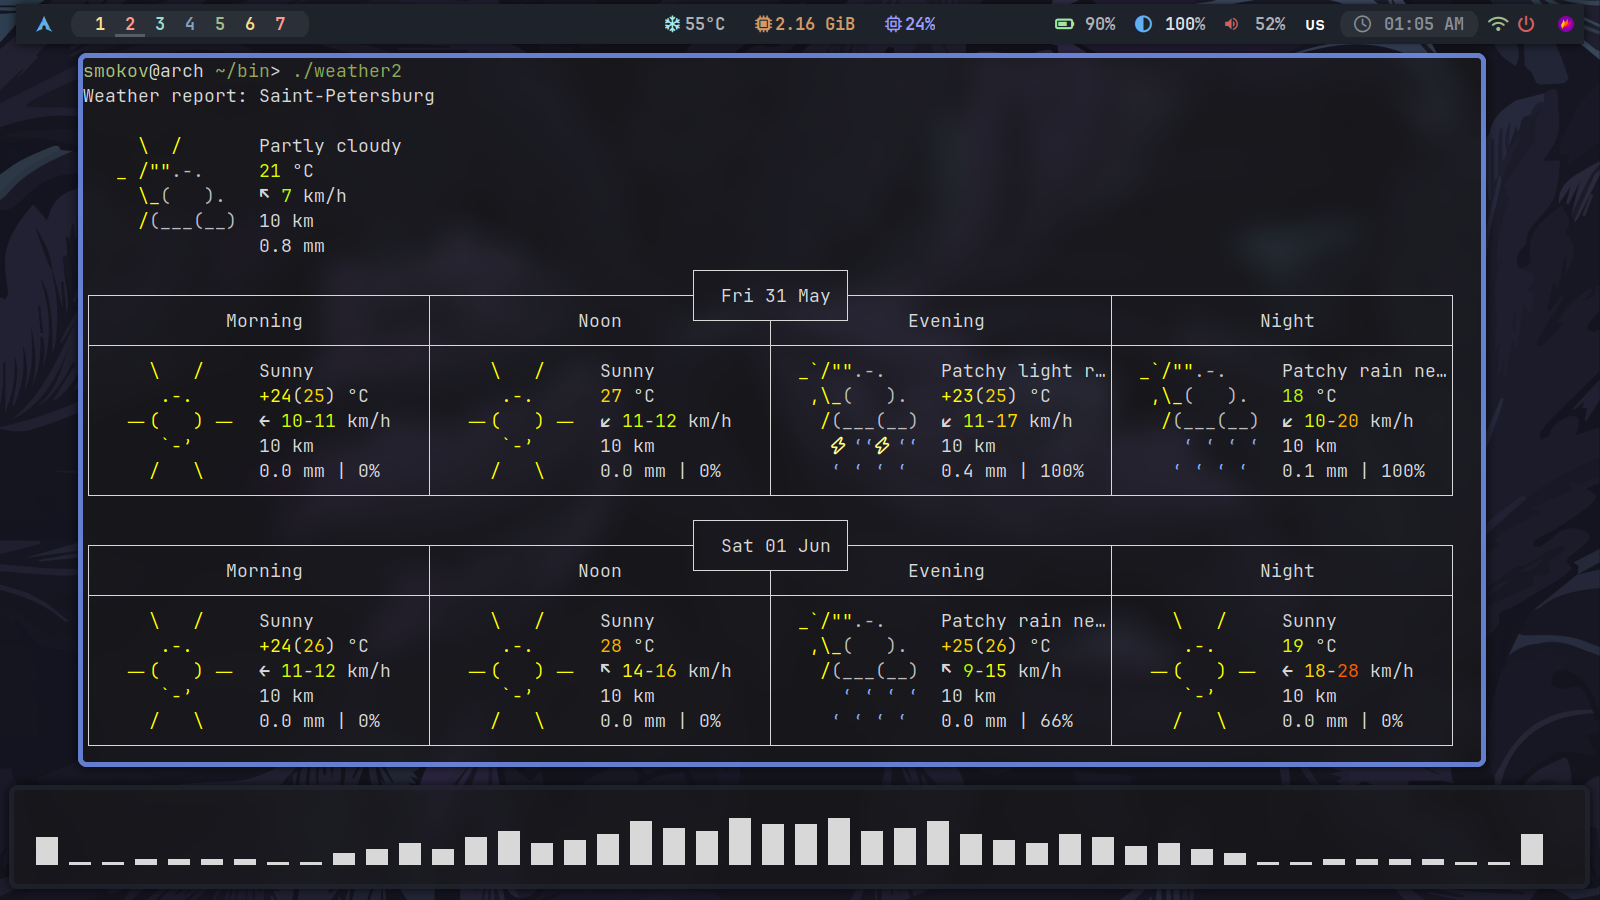 1 2 3 4 5 6 7 55°C 2.16 GiB 24% 90% 100% 52% US 01:05 AM
smokov@arch ~/bin> ./weather2
Weather report: Saint-Petersburg
Partly cloudy
21 °C
↖ 7 km/h
10 km
0.8 mm
Fri 31 May
Morning Noon Evening Night
Sunny Sunny Patchy light r… Patchy rain ne…
+24(25) °C 27 °C +23(25) °C 18 °C
← 10-11 km/h ↙ 11-12 km/h ↙ 11-17 km/h ↙ 10-20 km/h
10 km 10 km 10 km 10 km
0.0 mm | 0% 0.0 mm | 0% 0.4 mm | 100% 0.1 mm | 100%
Sat 01 Jun
Morning Noon Evening Night
Sunny Sunny Patchy rain ne… Sunny
+24(26) °C 28 °C +25(26) °C 19 °C
← 11-12 km/h ↖ 14-16 km/h ↖ 9-15 km/h ← 18-28 km/h
10 km 10 km 10 km 10 km
0.0 mm | 0% 0.0 mm | 0% 0.0 mm | 66% 0.0 mm | 0%